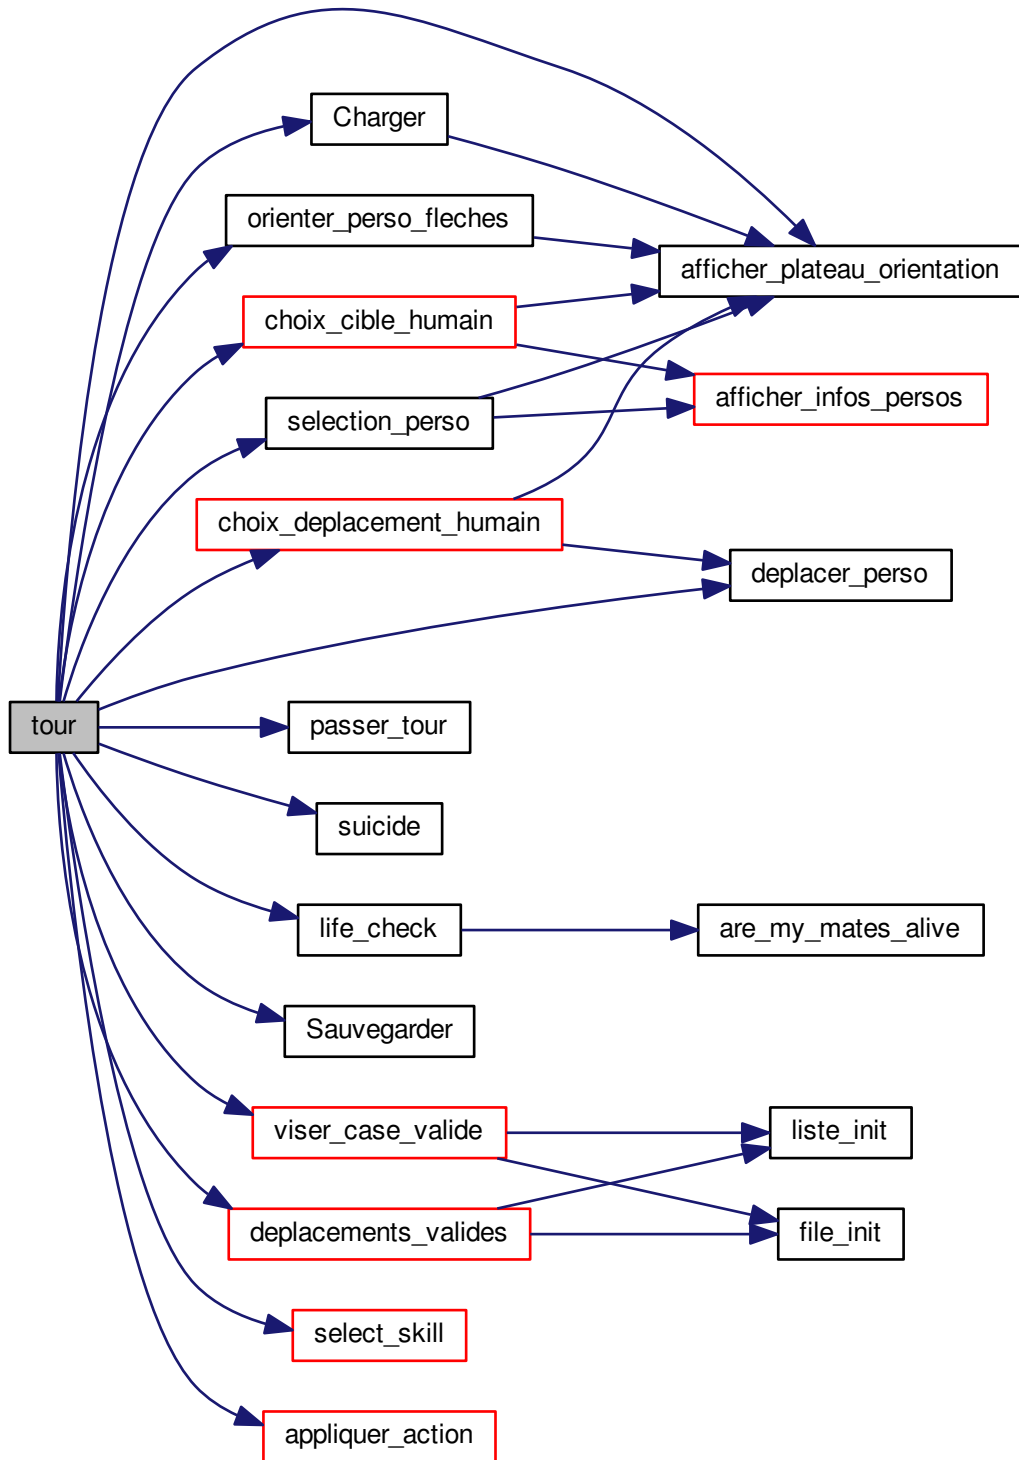 Charger
orienter_perso_fleches
afficher_plateau_orientation
choix_cible_humain
afficher_infos_persos
selection_perso
choix_deplacement_humain
deplacer_perso
tour
passer_tour
suicide
life_check
are_my_mates_alive
Sauvegarder
viser_case_valide
liste_init
deplacements_valides
file_init
select_skill
appliquer_action